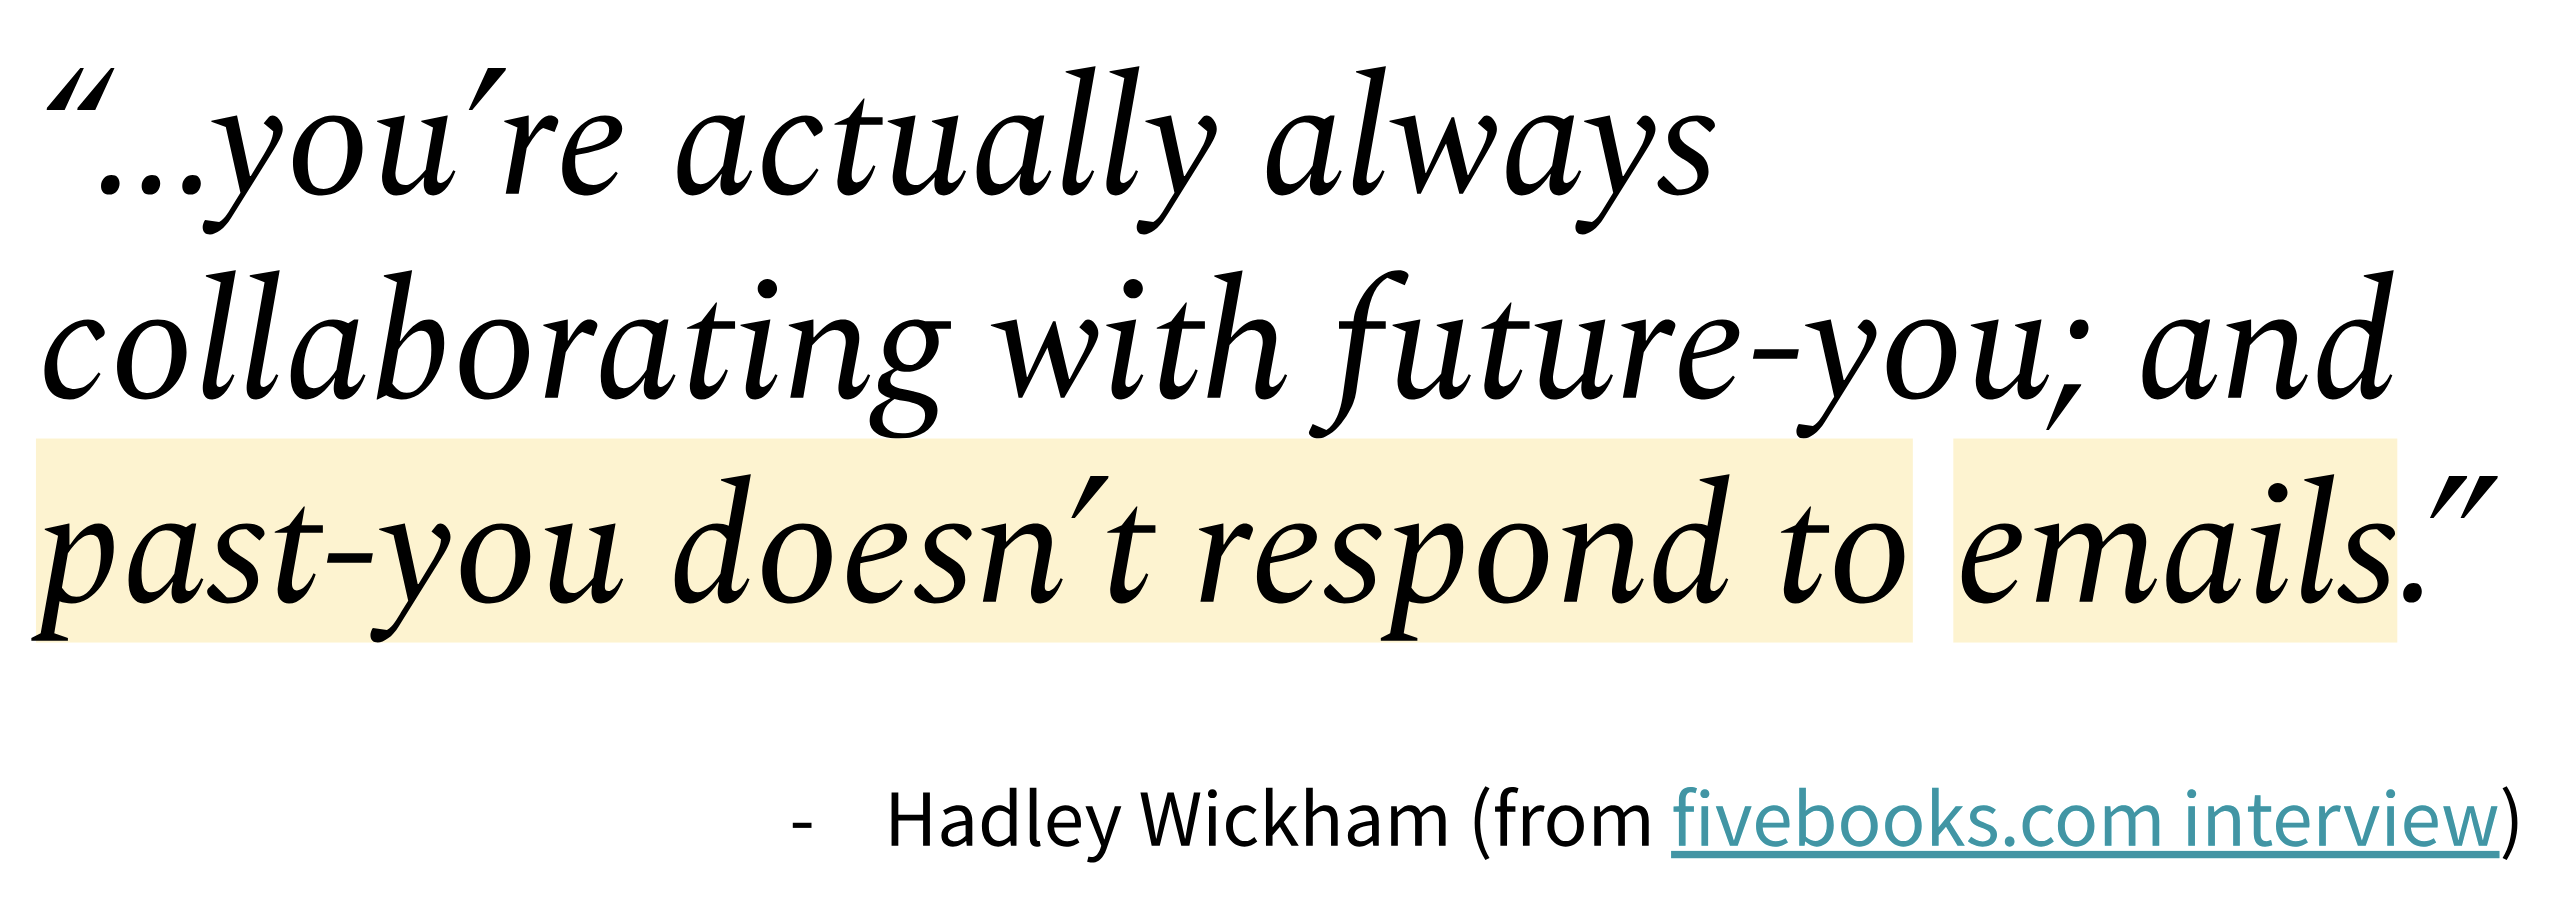 “…you’re actually always
collaborating with future-you; and
past-you doesn’t respond to emails.”
- Hadley Wickham (from fivebooks.com interview)